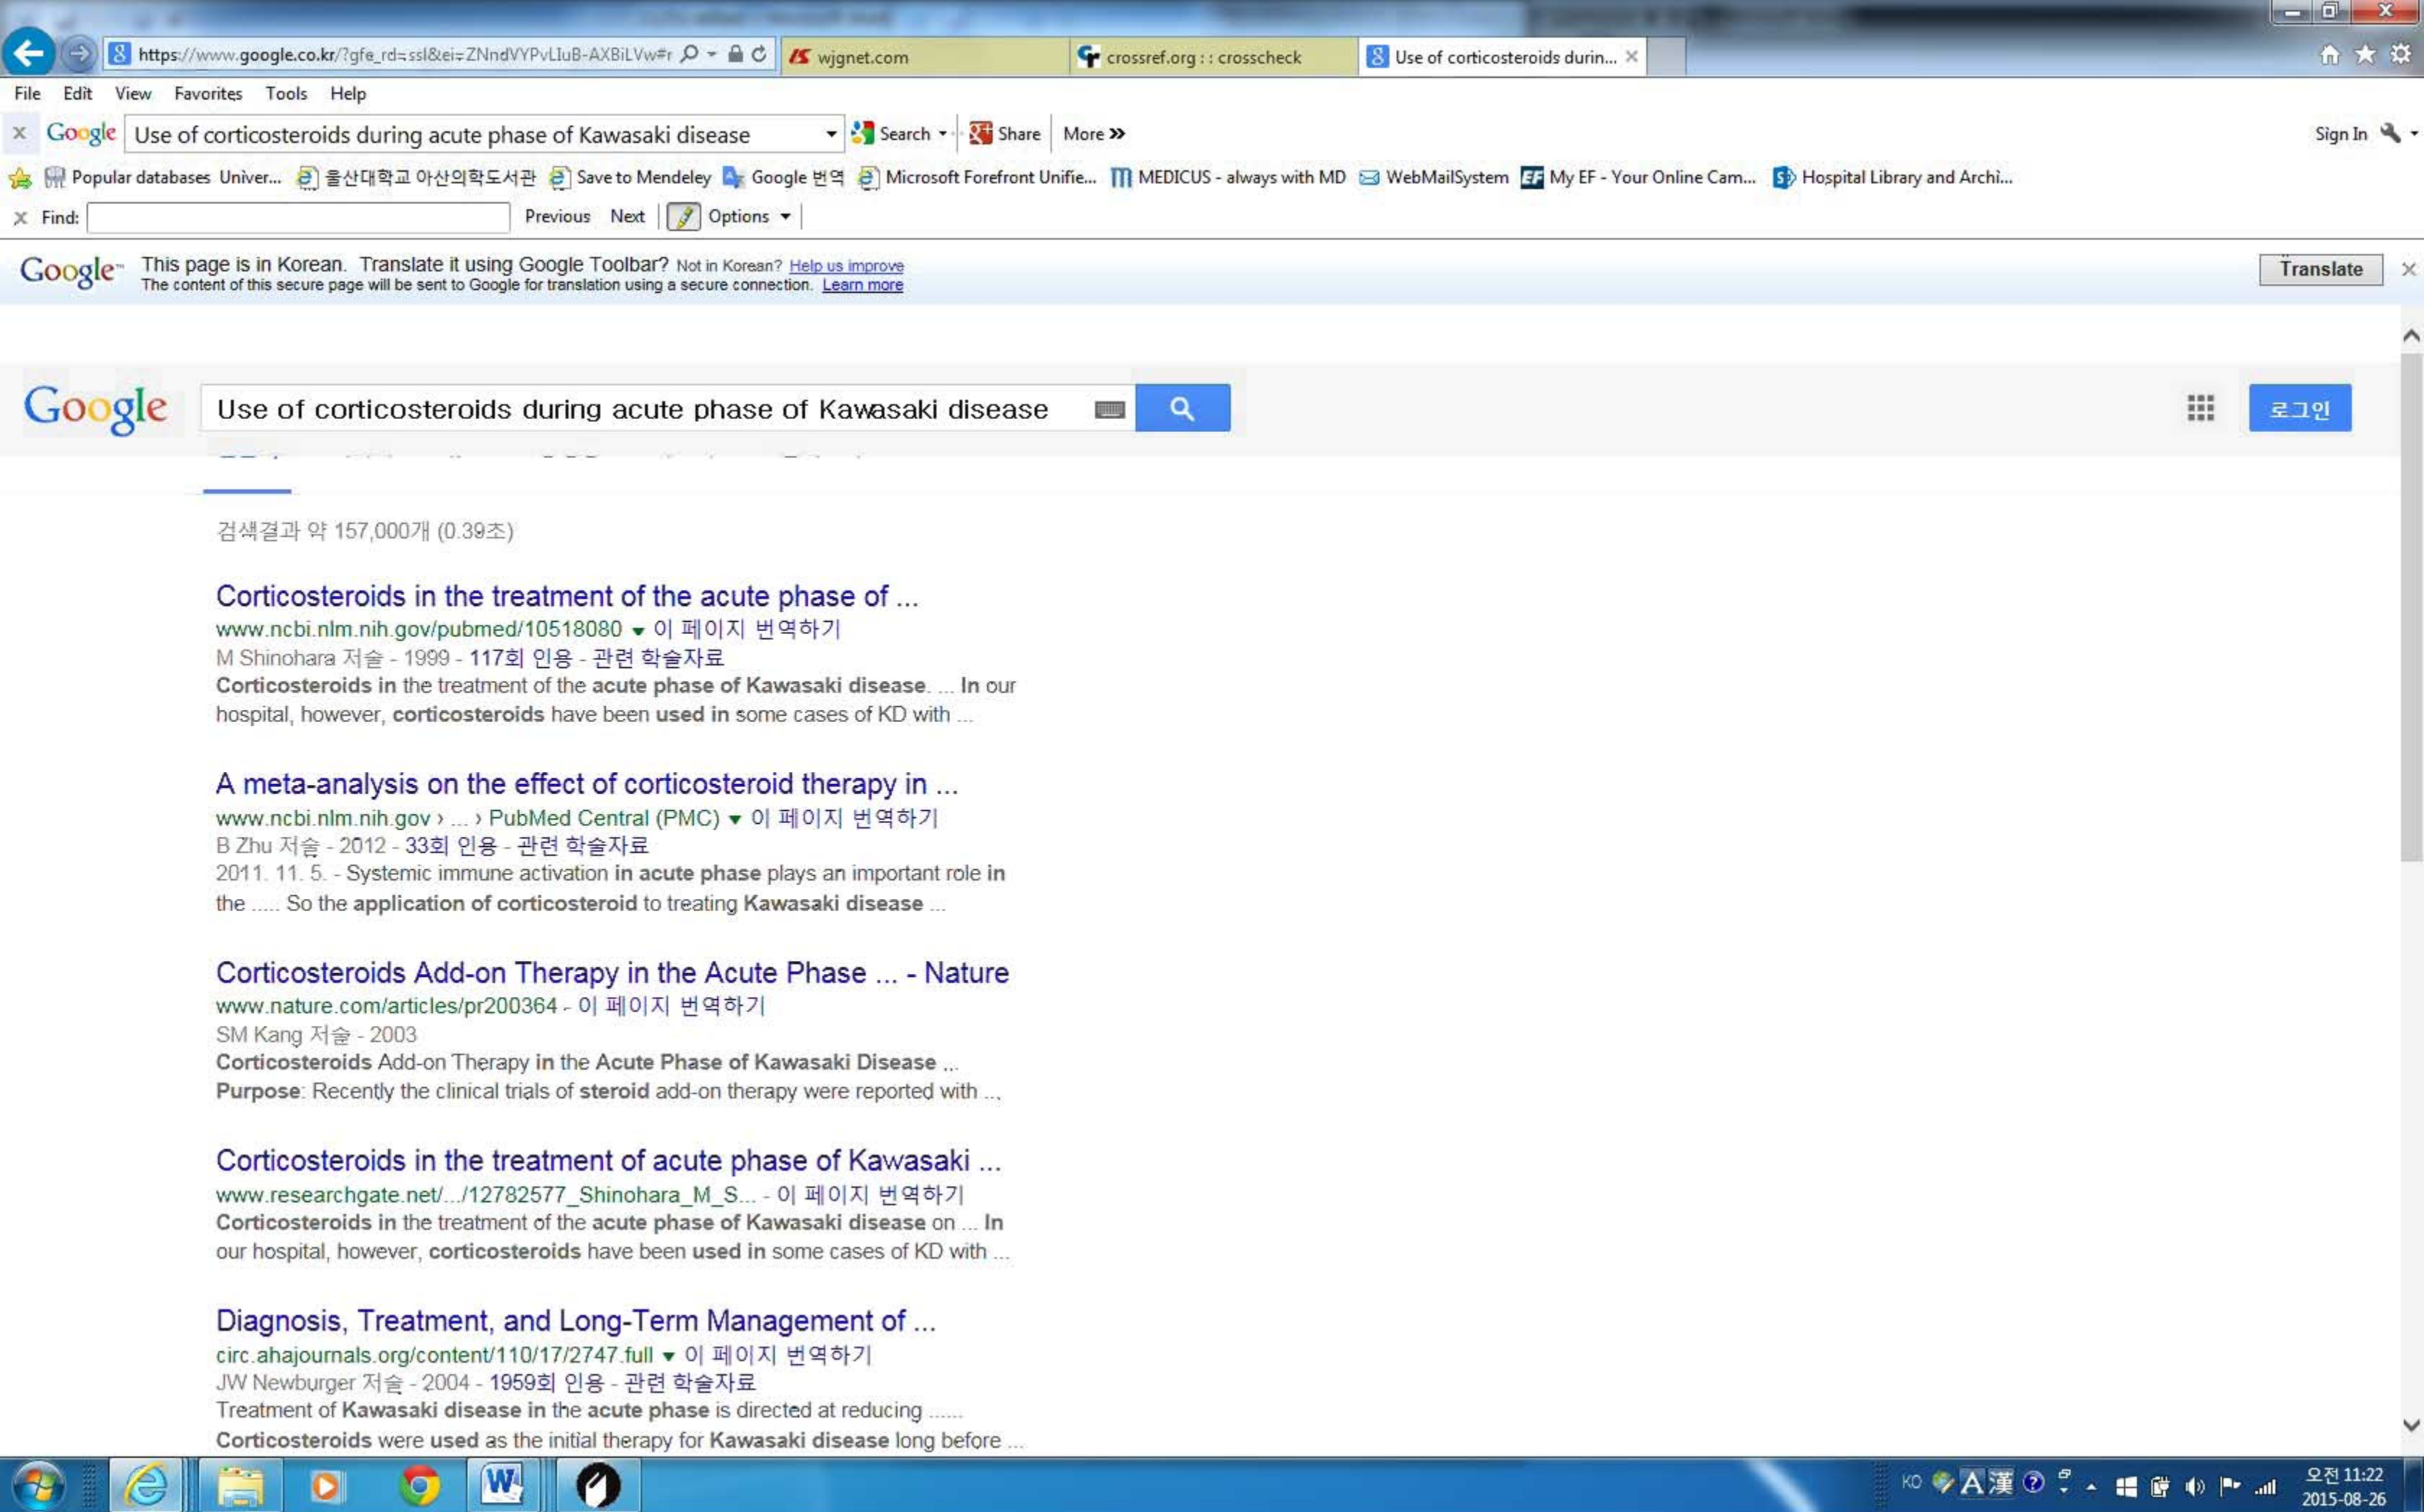 https://www.google.co.kr/?gfe_rd=ssl&ei=ZNndVYPvLIuB-AXBiLVw#r
wjgnet.com
crossref.org : : crosscheck
Use of corticosteroids durin...
File Edit View Favorites Tools Help
Google Use of corticosteroids during acute phase of Kawasaki disease Search Share More »
Sign In
Popular databases Univer... 울산대학교 아산의학도서관 Save to Mendeley Google 번역 Microsoft Forefront Unifie... MEDICUS - always with MD WebMailSystem My EF - Your Online Cam... Hospital Library and Archi...
x Find: Previous Next Options
Google™ This page is in Korean. Translate it using Google Toolbar? Not in Korean? Help us improve
Translate
The content of this secure page will be sent to Google for translation using a secure connection. Learn more
Google Use of corticosteroids during acute phase of Kawasaki disease
로그인
검색결과 약 157,000개 (0.39초)
Corticosteroids in the treatment of the acute phase of ...
www.ncbi.nlm.nih.gov/pubmed/10518080 ▾ 이 페이지 번역하기
M Shinohara 저술 - 1999 - 117회 인용 - 관련 학술자료
Corticosteroids in the treatment of the acute phase of Kawasaki disease. ... In our
hospital, however, corticosteroids have been used in some cases of KD with ...
A meta-analysis on the effect of corticosteroid therapy in ...
www.ncbi.nlm.nih.gov › ... › PubMed Central (PMC) ▾ 이 페이지 번역하기
B Zhu 저술 - 2012 - 33회 인용 - 관련 학술자료
2011. 11. 5. - Systemic immune activation in acute phase plays an important role in
the ..... So the application of corticosteroid to treating Kawasaki disease ...
Corticosteroids Add-on Therapy in the Acute Phase ... - Nature
www.nature.com/articles/pr200364 - 이 페이지 번역하기
SM Kang 저술 - 2003
Corticosteroids Add-on Therapy in the Acute Phase of Kawasaki Disease ...
Purpose: Recently the clinical trials of steroid add-on therapy were reported with ...
Corticosteroids in the treatment of acute phase of Kawasaki ...
www.researchgate.net/.../12782577_Shinohara_M_S... - 이 페이지 번역하기
Corticosteroids in the treatment of the acute phase of Kawasaki disease on ... In
our hospital, however, corticosteroids have been used in some cases of KD with ...
Diagnosis, Treatment, and Long-Term Management of ...
circ.ahajournals.org/content/110/17/2747.full ▾ 이 페이지 번역하기
JW Newburger 저술 - 2004 - 1959회 인용 - 관련 학술자료
Treatment of Kawasaki disease in the acute phase is directed at reducing ......
Corticosteroids were used as the initial therapy for Kawasaki disease long before ...
KO A 漢
오전 11:22
2015-08-26